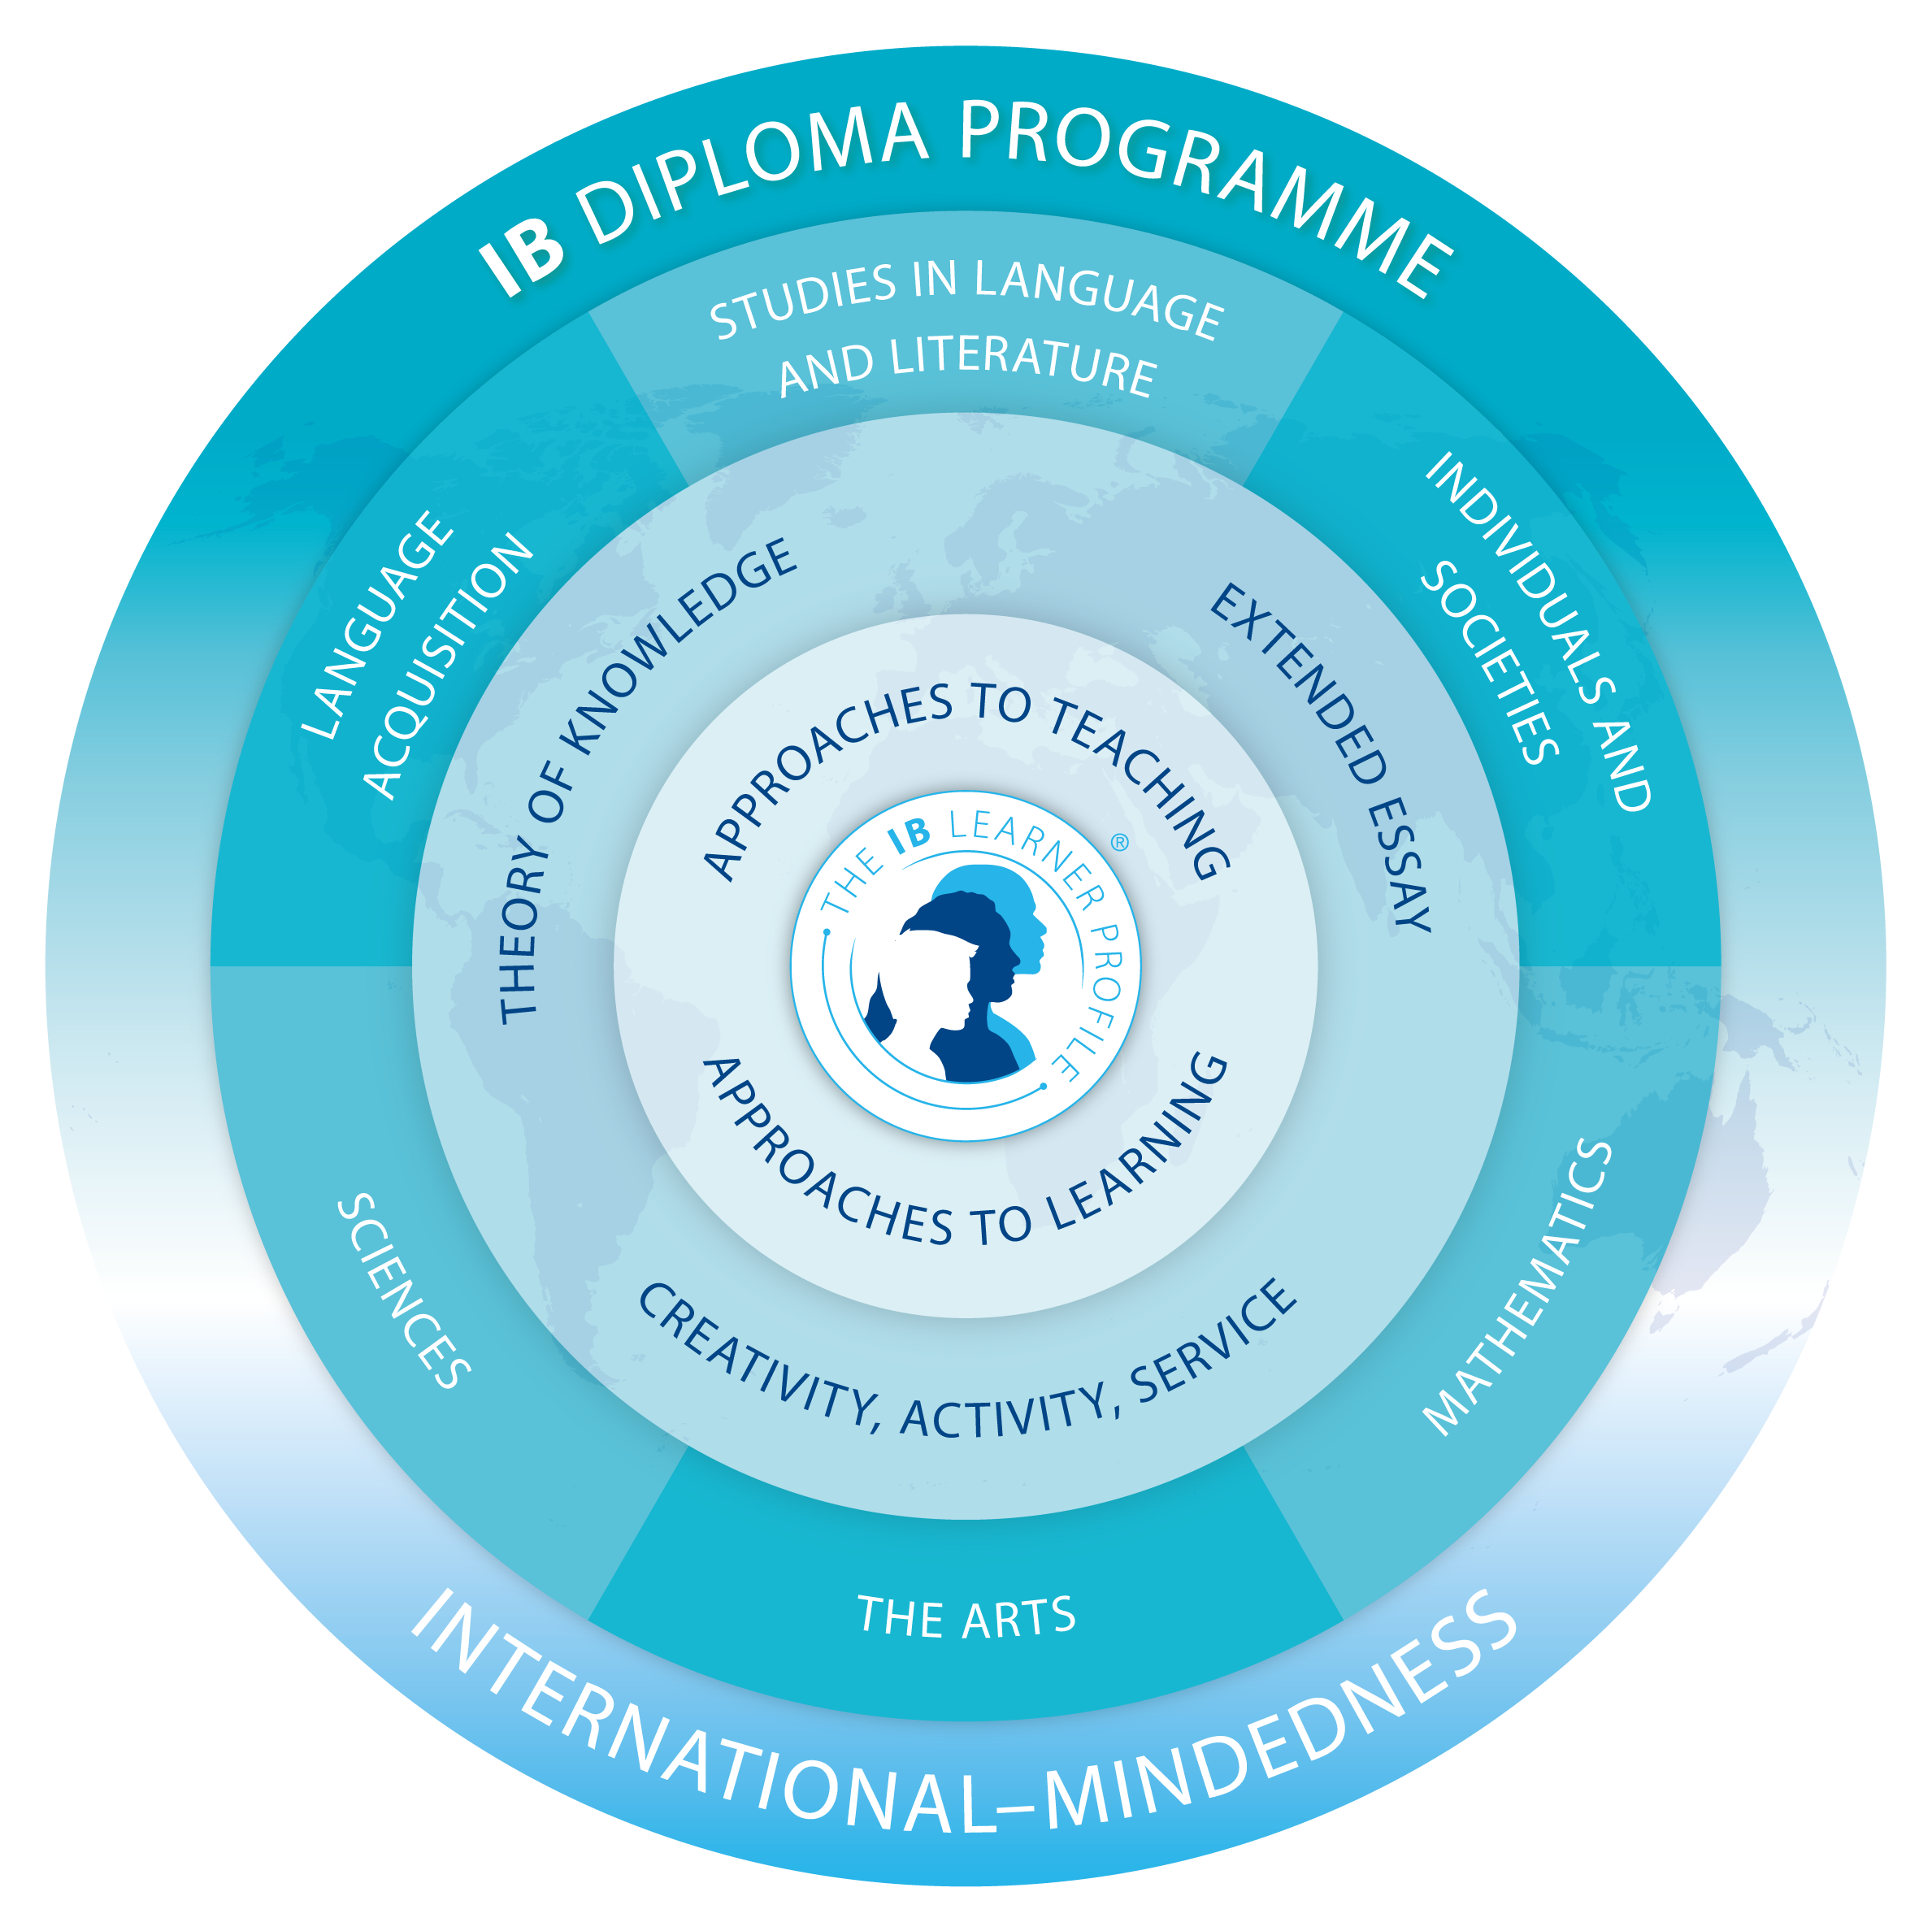 IB DIPLOMA PROGRAMME
STUDIES IN LANGUAGE
AND LITERATURE
LANGUAGE
ACQUISITION
INDIVIDUALS AND
SOCIETIES
THEORY OF KNOWLEDGE
EXTENDED ESSAY
APPROACHES TO TEACHING
THE IB LEARNER PROFILE
®
APPROACHES TO LEARNING
CREATIVITY, ACTIVITY, SERVICE
SCIENCES
MATHEMATICS
THE ARTS
INTERNATIONAL–MINDEDNESS